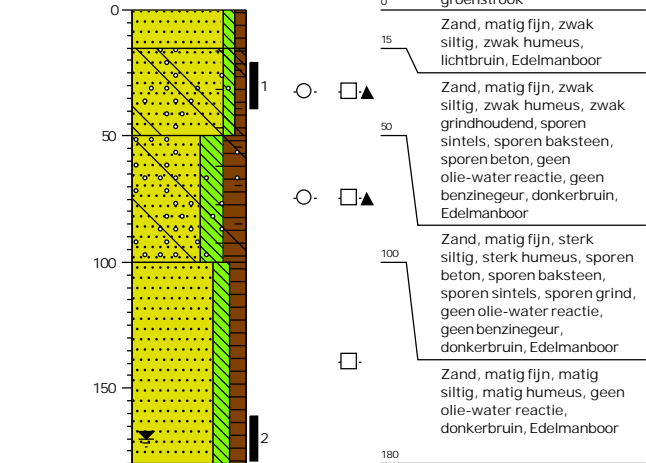 0
50
100
150
1
2
0
groenstrook
15
Zand, matig fijn, zwak
siltig, zwak humeus,
lichtbruin, Edelmanboor
50
Zand, matig fijn, zwak
siltig, zwak humeus, zwak
grindhoudend, sporen
sintels, sporen baksteen,
sporen beton, geen
olie-water reactie, geen
benzinegeur, donkerbruin,
Edelmanboor
100
Zand, matig fijn, sterk
siltig, sterk humeus, sporen
beton, sporen baksteen,
sporen sintels, sporen grind,
geen olie-water reactie,
geen benzinegeur,
donkerbruin, Edelmanboor
Zand, matig fijn, matig
siltig, matig humeus, geen
olie-water reactie,
donkerbruin, Edelmanboor
180